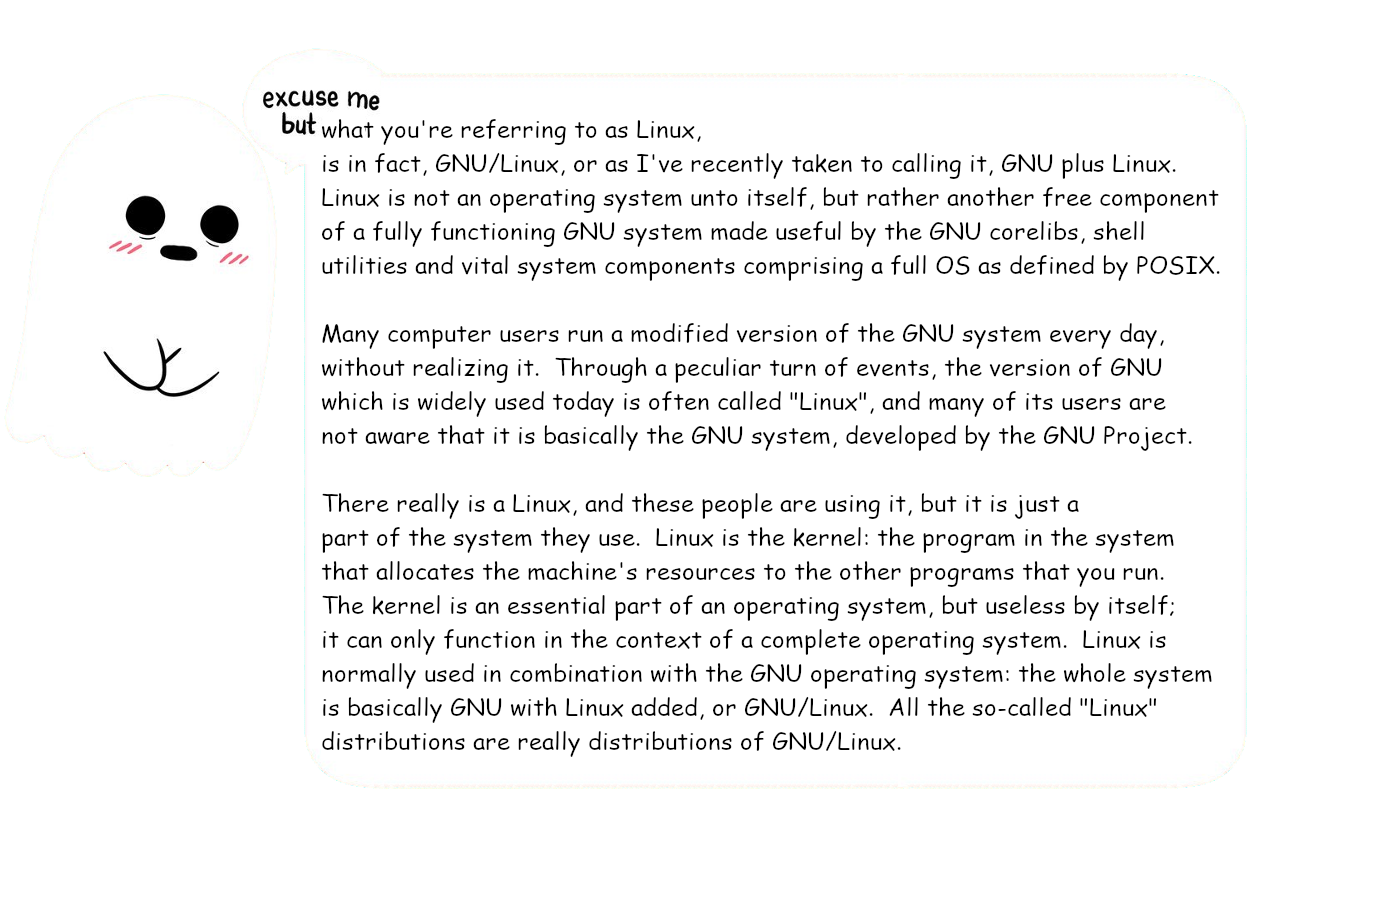 excuse me
but what you're referring to as Linux,
is in fact, GNU/Linux, or as I've recently taken to calling it, GNU plus Linux.
Linux is not an operating system unto itself, but rather another free component
of a fully functioning GNU system made useful by the GNU corelibs, shell
utilities and vital system components comprising a full OS as defined by POSIX.
Many computer users run a modified version of the GNU system every day,
without realizing it.  Through a peculiar turn of events, the version of GNU
which is widely used today is often called "Linux", and many of its users are
not aware that it is basically the GNU system, developed by the GNU Project.
There really is a Linux, and these people are using it, but it is just a
part of the system they use.  Linux is the kernel: the program in the system
that allocates the machine's resources to the other programs that you run.
The kernel is an essential part of an operating system, but useless by itself;
it can only function in the context of a complete operating system.  Linux is
normally used in combination with the GNU operating system: the whole system
is basically GNU with Linux added, or GNU/Linux.  All the so-called "Linux"
distributions are really distributions of GNU/Linux.